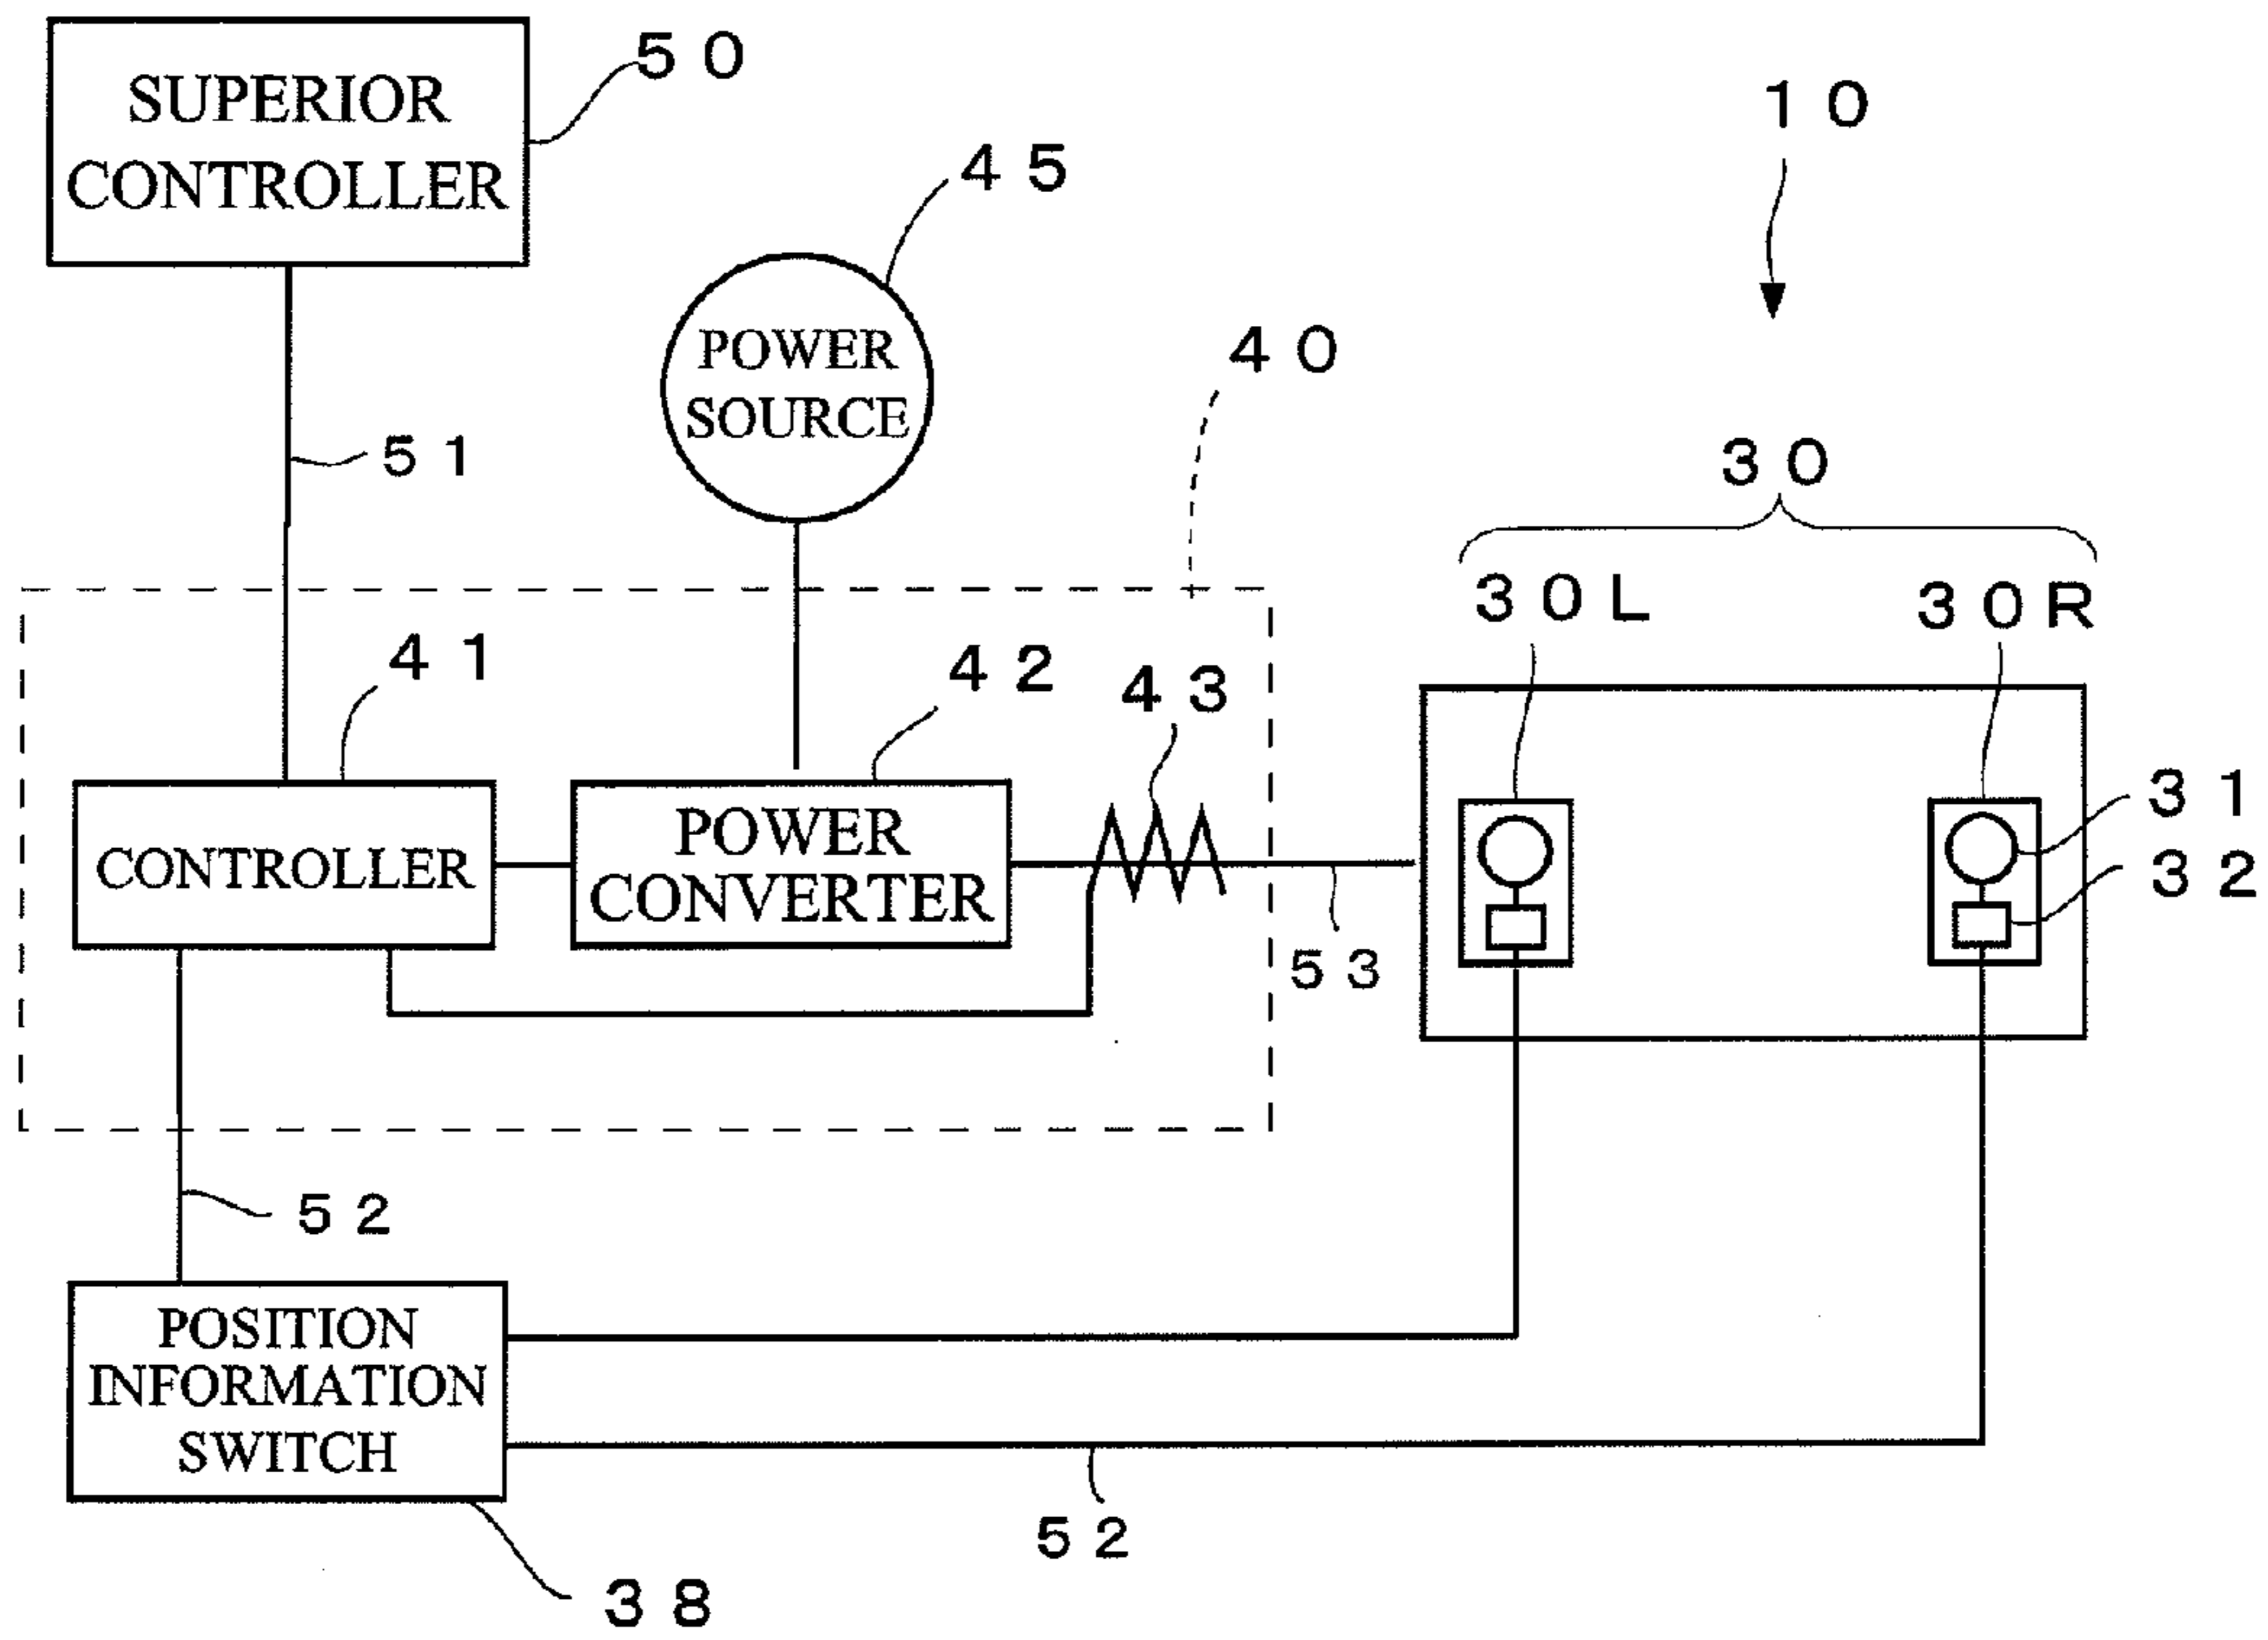 SUPERIOR
CONTROLLER
50
45
10
POWER
SOURCE
40
51
30
30L
30R
41
42
43
31
32
CONTROLLER
POWER
CONVERTER
53
52
POSITION
INFORMATION
SWITCH
52
38